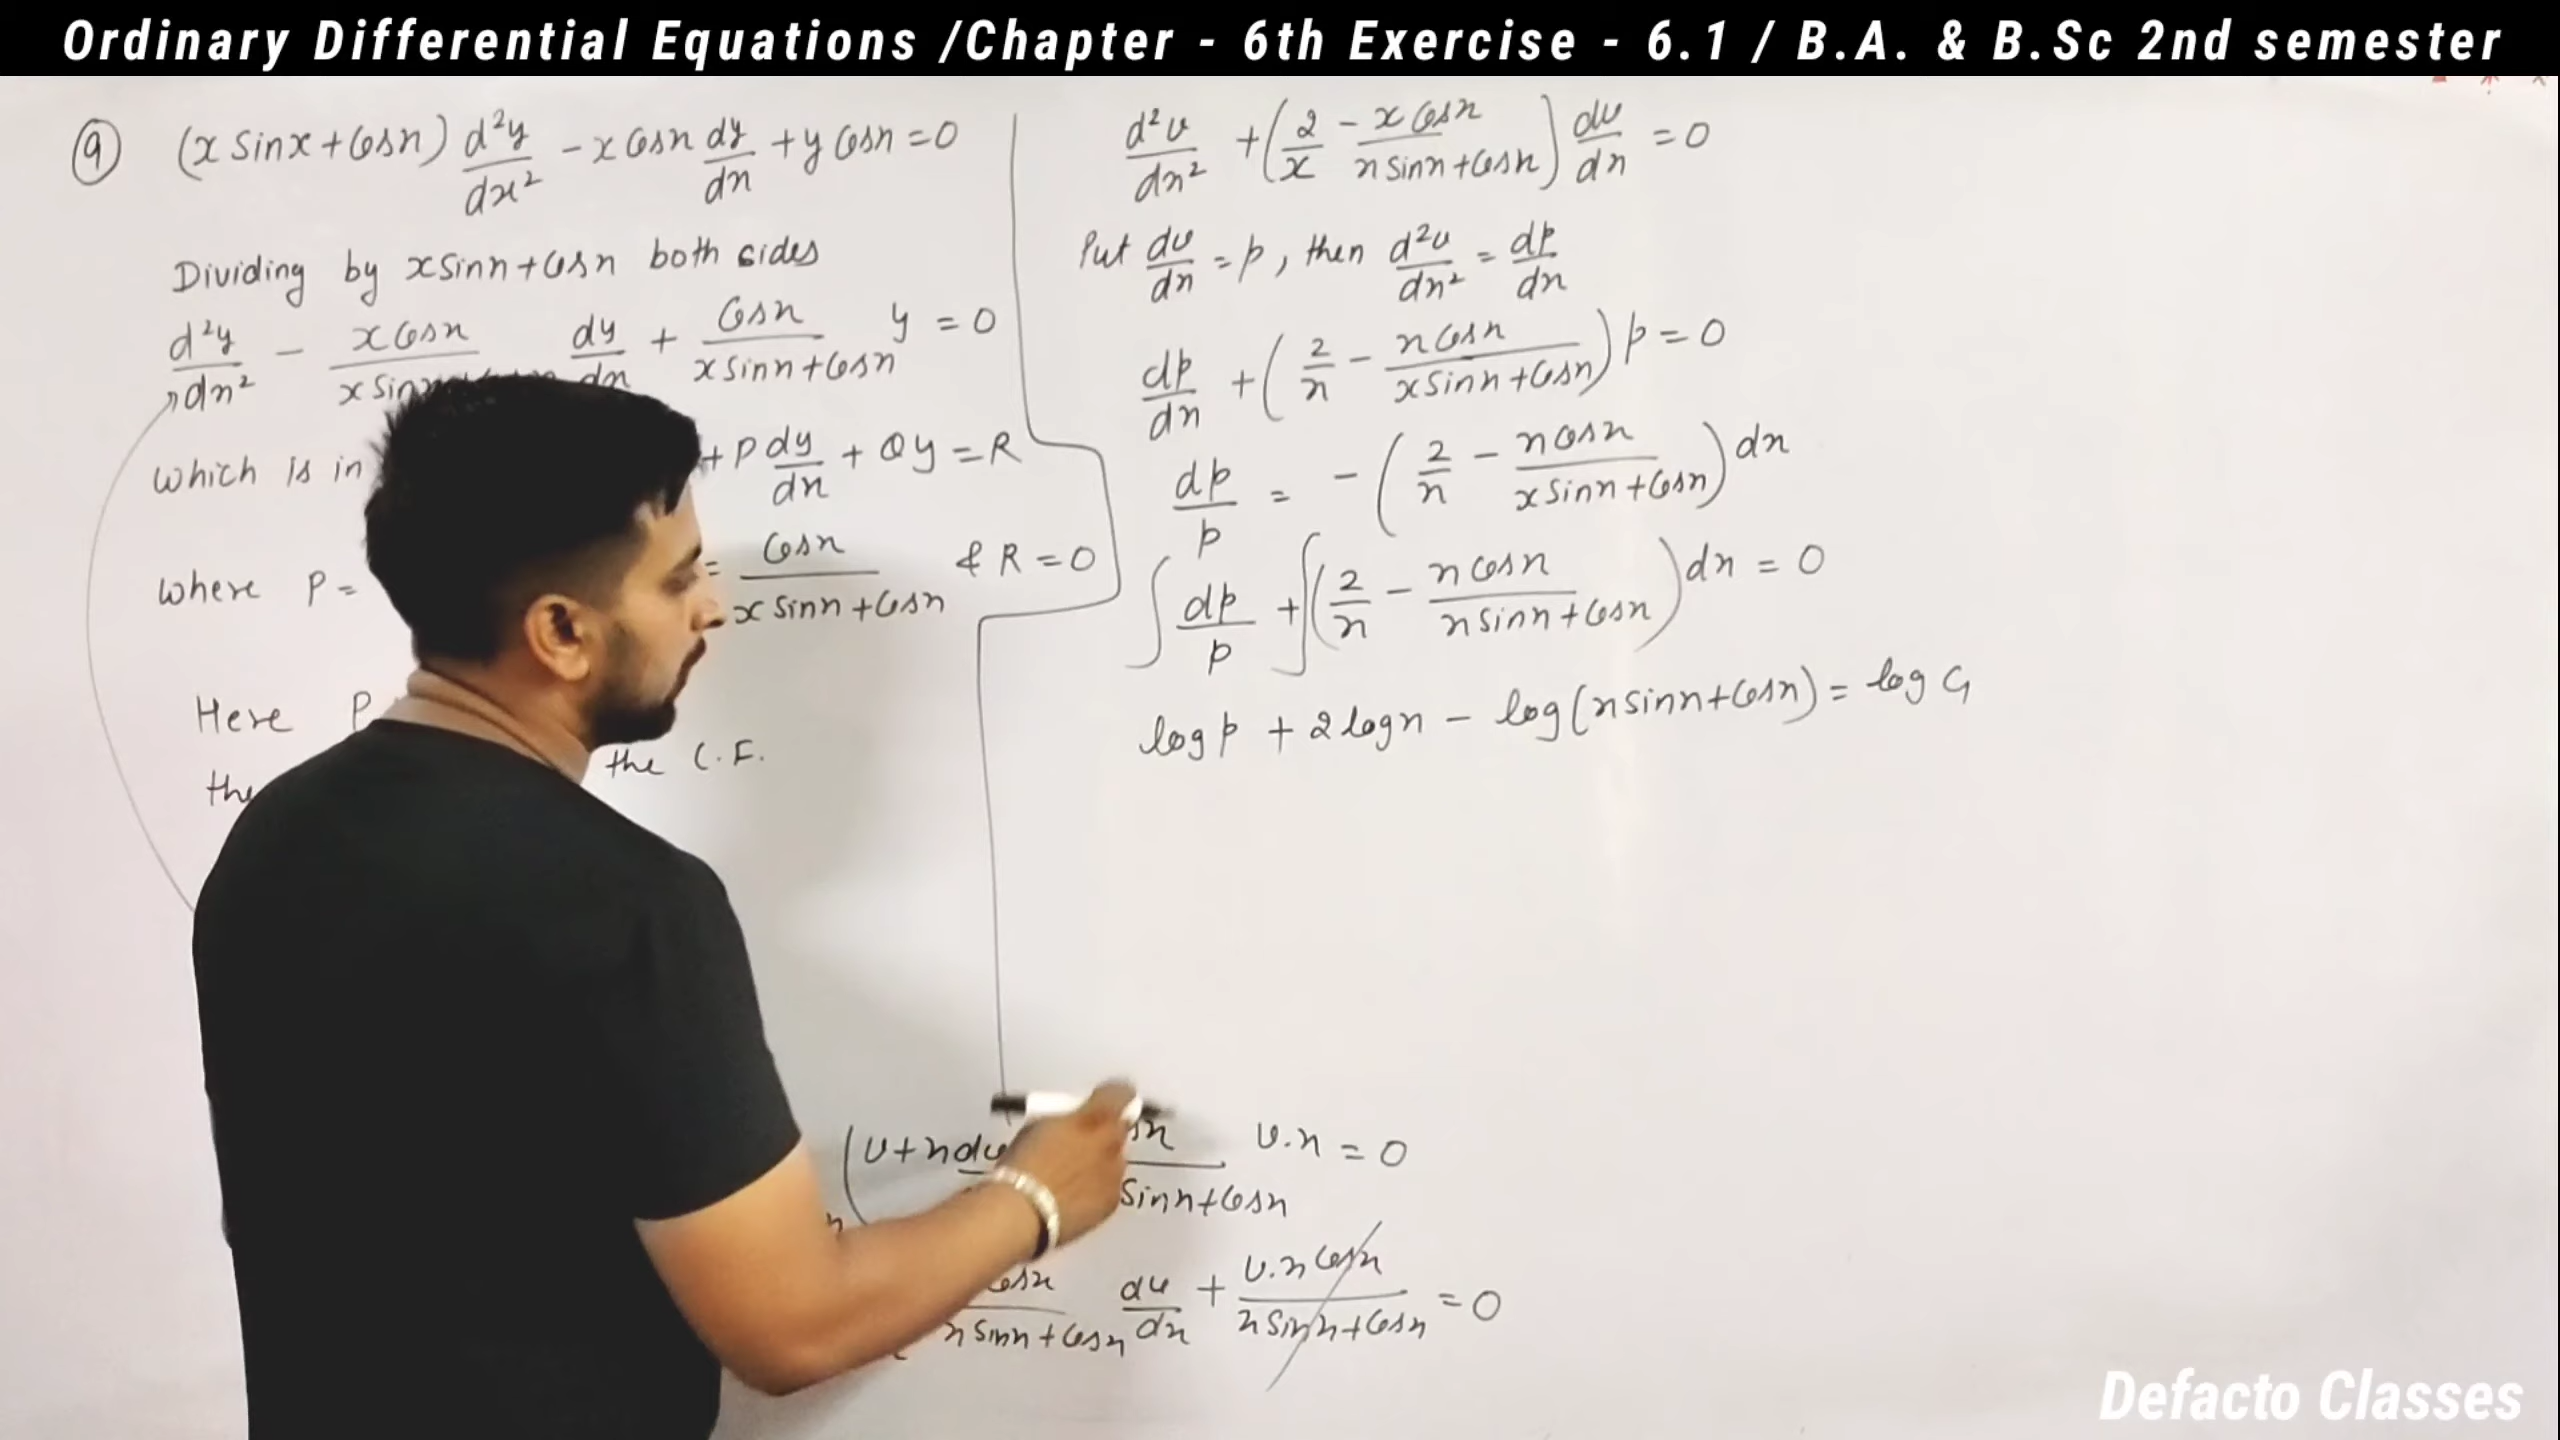 Ordinary Differential Equations /Chapter - 6th Exercise - 6.1 / B.A. & B.Sc 2nd semester
(9) (x Sinx + Cosx) d²y/dx² - x Cosx dy/dx + y Cosx = 0
Dividing by x Sinx + Cosx both sides
d²y/dx² - x Cosx / x Sinx dy/dx + Cosx / x Sinx + Cosx y = 0
which is in + P dy/dx + Qy = R
where P = = Cosx / x Sinx + Cosx & R = 0
Here P
the C.F.
d²v/dx² + (2/x - x Cosx / x Sinx + Cosx) dv/dx = 0
Put dv/dx = p, then d²v/dx² = dp/dx
dp/dx + (2/x - x Cosx / x Sinx + Cosx) p = 0
dp/p = - (2/x - x Cosx / x Sinx + Cosx) dx
∫ dp/p + ∫ (2/x - x Cosx / x Sinx + Cosx) dx = 0
log p + 2 log x - log (x Sinx + Cosx) = log C₁
(v + x dv v.x = 0
Sinx + Cosx
x Sinx + Cosx dv/dx + v.x Cosx / x Sinx + Cosx = 0
Defacto Classes